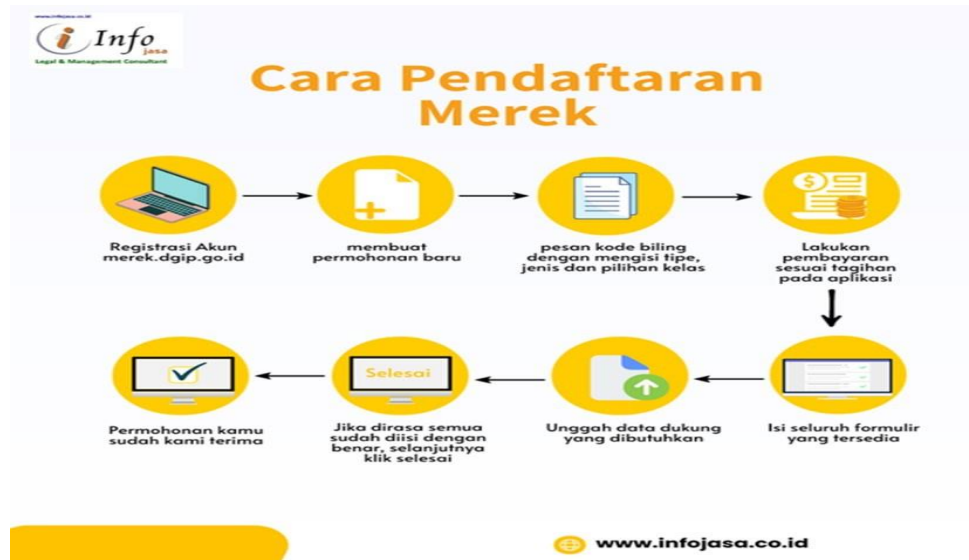 www.infojasa.co.id
i Info
jasa
Legal & Management Consultant
Cara Pendaftaran
Merek
Registrasi Akun
merek.dgip.go.id
membuat
permohonan baru
pesan kode biling
dengan mengisi tipe,
jenis dan pilihan kelas
Lakukan
pembayaran
sesuai tagihan
pada aplikasi
Isi seluruh formulir
yang tersedia
Unggah data dukung
yang dibutuhkan
Selesai
Jika dirasa semua
sudah diisi dengan
benar, selanjutnya
klik selesai
Permohonan kamu
sudah kami terima
www.infojasa.co.id